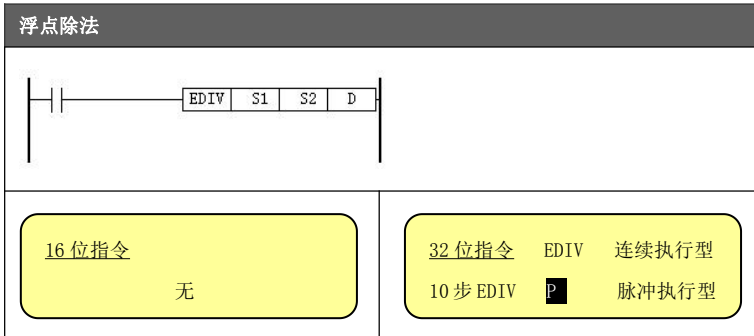 浮点除法
EDIV S1 S2 D
16 位指令
无
32 位指令 EDIV 连续执行型
10 步 EDIV P 脉冲执行型